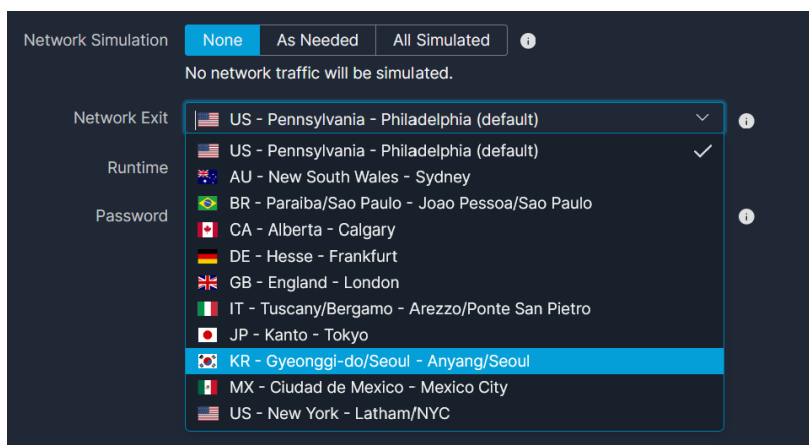 Network Simulation None As Needed All Simulated
No network traffic will be simulated.
Network Exit US - Pennsylvania - Philadelphia (default)
US - Pennsylvania - Philadelphia (default)
Runtime
AU - New South Wales - Sydney
BR - Paraiba/Sao Paulo - Joao Pessoa/Sao Paulo
Password
CA - Alberta - Calgary
DE - Hesse - Frankfurt
GB - England - London
IT - Tuscany/Bergamo - Arezzo/Ponte San Pietro
JP - Kanto - Tokyo
KR - Gyeonggi-do/Seoul - Anyang/Seoul
MX - Ciudad de Mexico - Mexico City
US - New York - Latham/NYC